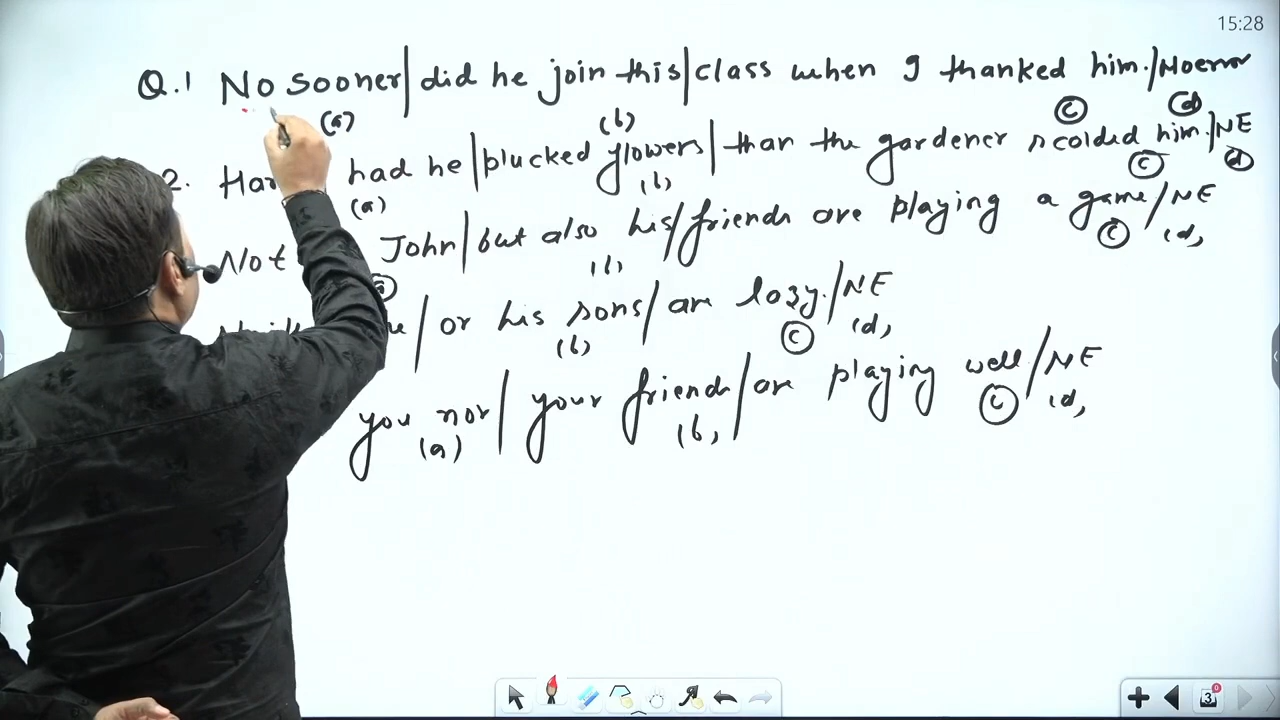 15:28
Q.1 No sooner/ did he join this/ class when I thanked him./ No error
(a) (b) (c) (d)
2. had he/ plucked flowers/ than the gardener scolded him./ NE
(a) (b) (c) (d)
Not John/ but also his/ friends are playing a game/ NE
(a) (b) (c) (d)
/ or his sons/ are lazy./ NE
(b) (c) (d)
you nor/ your friends/ are playing well/ NE
(a) (b) (c) (d)
3